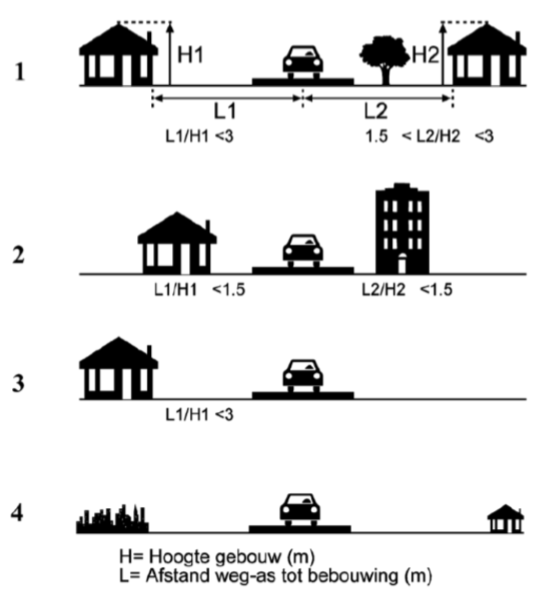 1
H1
H2
L1
L2
L1/H1 <3
1.5 < L2/H2 <3
2
L1/H1 <1.5
L2/H2 <1.5
3
L1/H1 <3
4
H= Hoogte gebouw (m)
L= Afstand weg-as tot bebouwing (m)